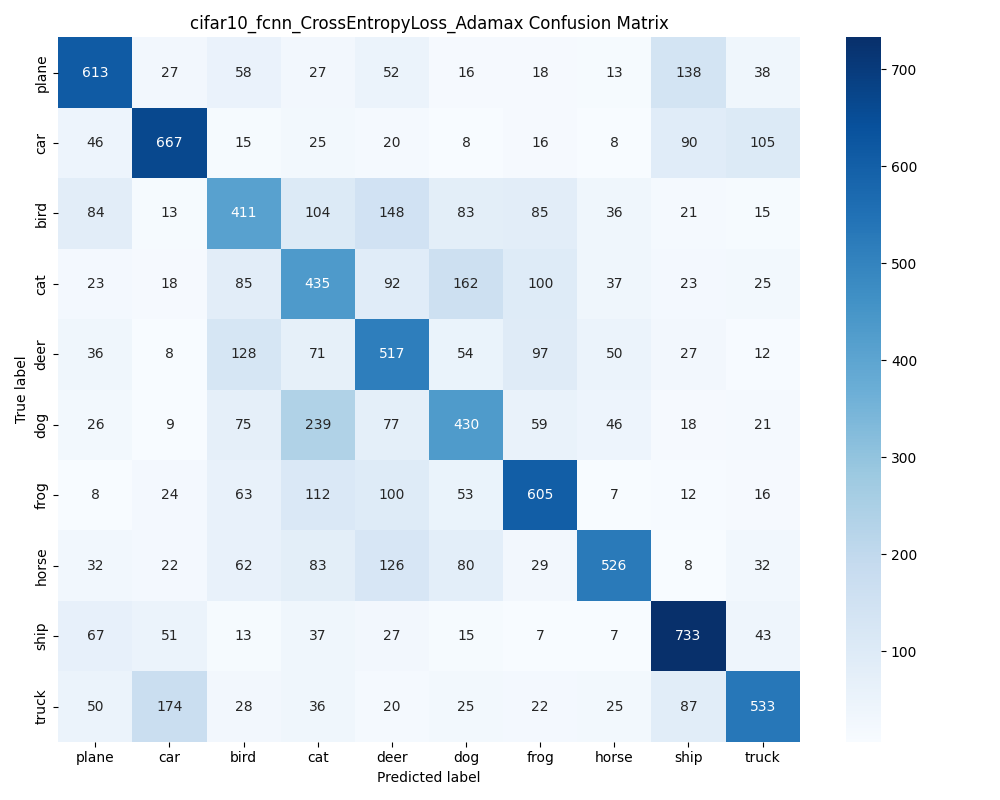 cifar10_fcnn_CrossEntropyLoss_Adamax Confusion Matrix
plane 613 27 58 27 52 16 18 13 138 38
car 46 667 15 25 20 8 16 8 90 105
bird 84 13 411 104 148 83 85 36 21 15
cat 23 18 85 435 92 162 100 37 23 25
deer 36 8 128 71 517 54 97 50 27 12
dog 26 9 75 239 77 430 59 46 18 21
frog 8 24 63 112 100 53 605 7 12 16
horse 32 22 62 83 126 80 29 526 8 32
ship 67 51 13 37 27 15 7 7 733 43
truck 50 174 28 36 20 25 22 25 87 533
plane car bird cat deer dog frog horse ship truck
Predicted label
True label
700
600
500
400
300
200
100